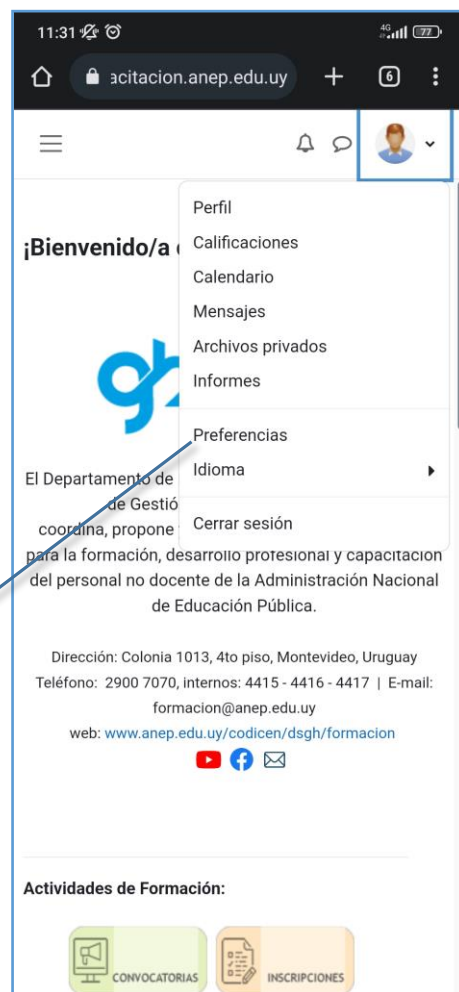 11:31
4G
77
acitacion.anep.edu.uy
6
Perfil
¡Bienvenido/a
Calificaciones
Calendario
Mensajes
Archivos privados
Informes
Preferencias
Idioma
El Departamento de
de Gestió
Cerrar sesión
coordina, propone
para la formación, desarrollo profesional y capacitación
del personal no docente de la Administración Nacional
de Educación Pública.
Dirección: Colonia 1013, 4to piso, Montevideo, Uruguay
Teléfono: 2900 7070, internos: 4415 - 4416 - 4417 | E-mail:
formacion@anep.edu.uy
web: www.anep.edu.uy/codicen/dsgh/formacion
Actividades de Formación:
CONVOCATORIAS
INSCRIPCIONES